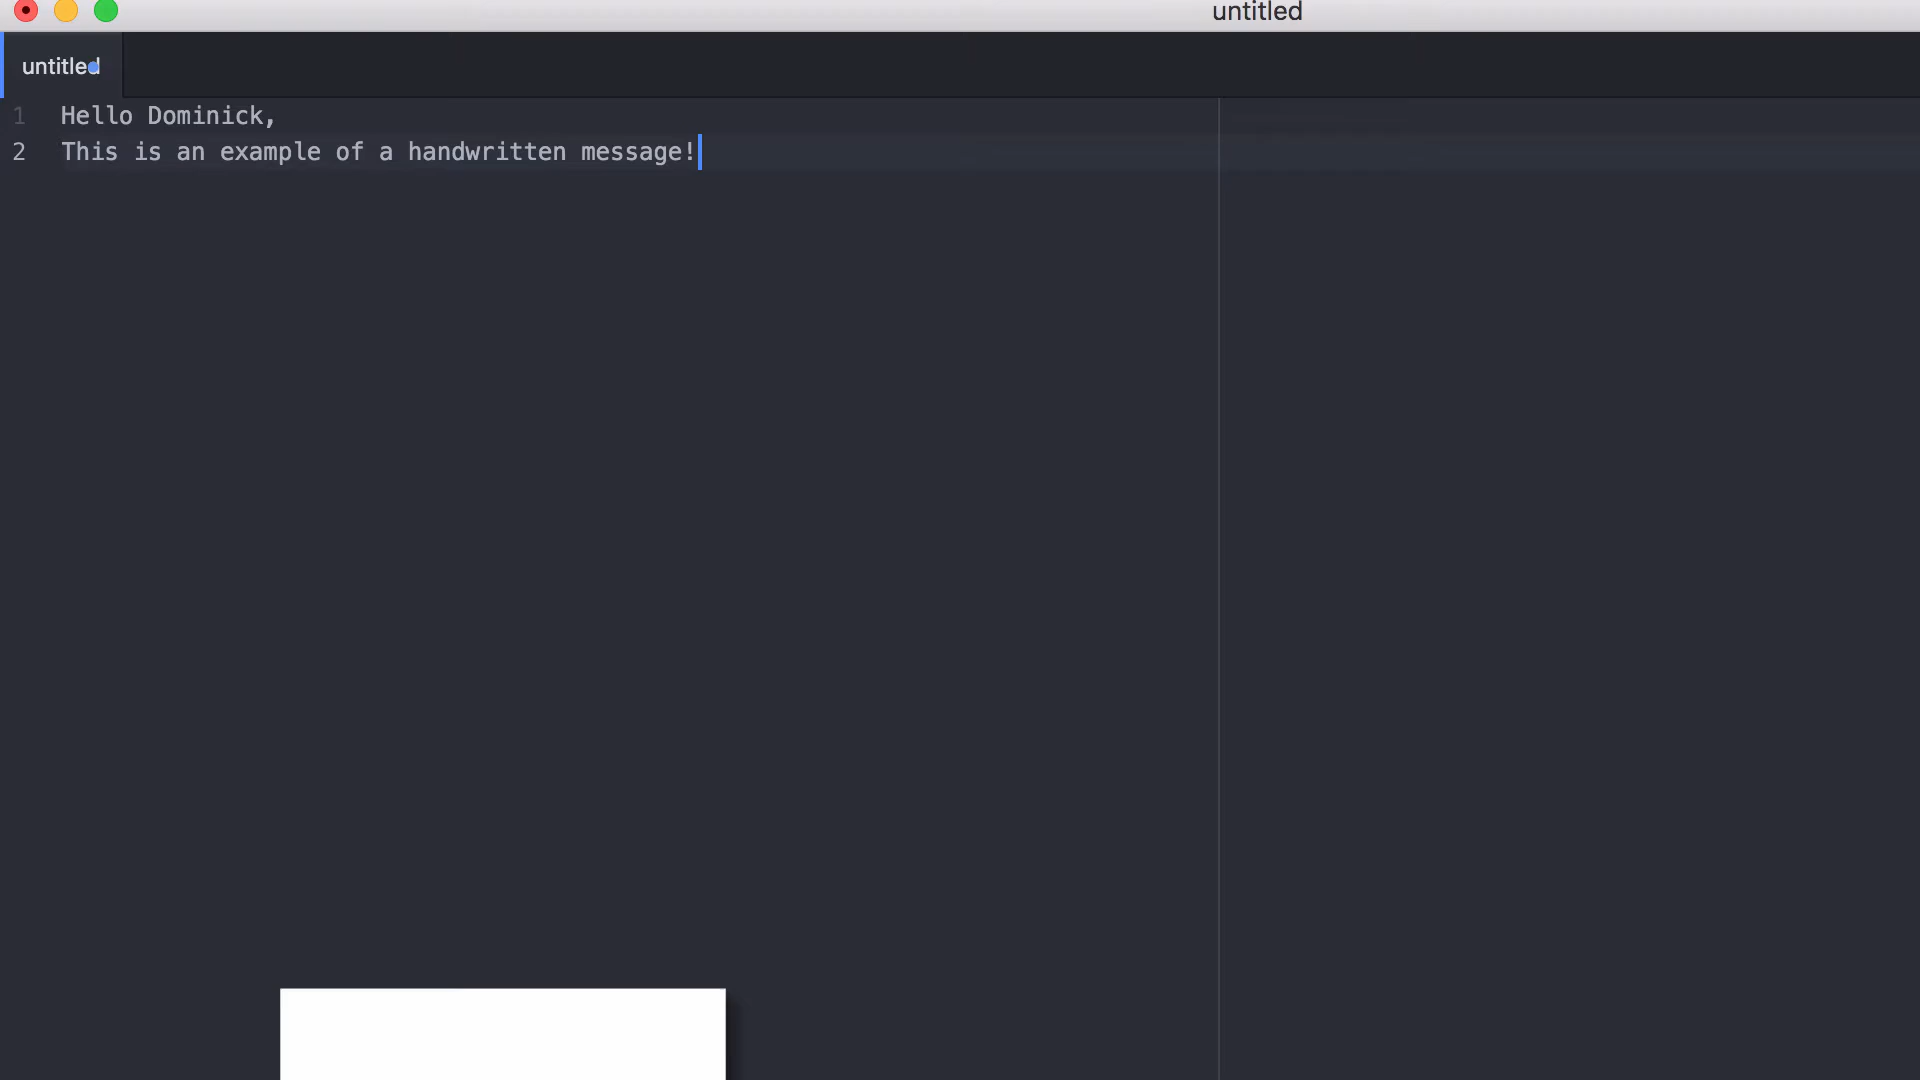 untitled
untitled
1 Hello Dominick,
2 This is an example of a handwritten message!